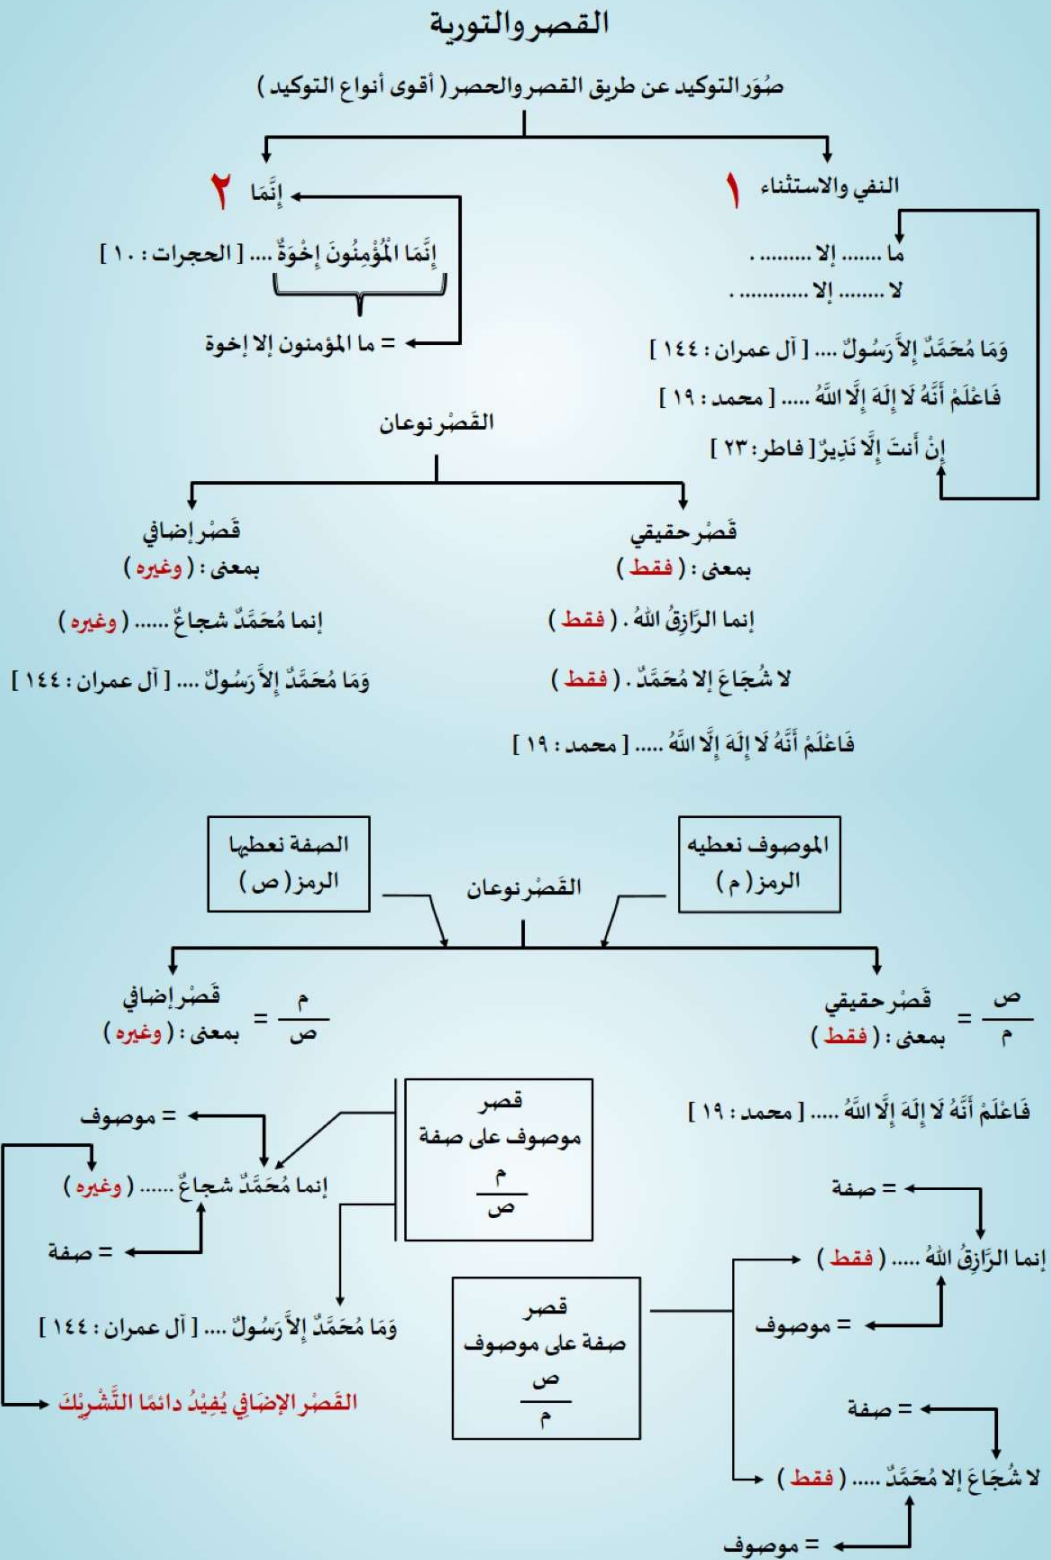 القصر والتورية
صُوَر التوكيد عن طريق القصر والحصر ( أقوى أنواع التوكيد )
النفي والاستثناء ١
ما ....... إلا ......... .
لا ........ إلا ............ .
وَمَا مُحَمَّدٌ إِلاَّ رَسُولٌ .... [ آل عمران : ١٤٤ ]
فَاعْلَمْ أَنَّهُ لَا إِلَهَ إِلَّا اللَّهُ ..... [ محمد : ١٩ ]
إِنْ أَنتَ إِلَّا نَذِيرٌ [ فاطر : ٢٣ ]
إِنَّمَا ٢
إِنَّمَا الْمُؤْمِنُونَ إِخْوَةٌ .... [ الحجرات : ١٠ ]
= ما المؤمنون إلا إخوة
القَصْر نوعان
قَصْر حقيقي
بمعنى : ( فقط )
إنما الرَّازِقُ اللهُ . ( فقط )
لا شُجَاعَ إلا مُحَمَّدٌ . ( فقط )
فَاعْلَمْ أَنَّهُ لَا إِلَهَ إِلَّا اللَّهُ ..... [ محمد : ١٩ ]
قَصْر إضافي
بمعنى : ( وغيره )
إنما مُحَمَّدٌ شجاعٌ ...... ( وغيره )
وَمَا مُحَمَّدٌ إِلاَّ رَسُولٌ .... [ آل عمران : ١٤٤ ]
الموصوف نعطيه
الرمز ( م )
الصفة نعطيها
الرمز ( ص )
القَصْر نوعان
ص
م
=
قَصْر حقيقي
بمعنى : ( فقط )
م
ص
=
قَصْر إضافي
بمعنى : ( وغيره )
فَاعْلَمْ أَنَّهُ لَا إِلَهَ إِلَّا اللَّهُ ..... [ محمد : ١٩ ]
= صفة
إنما الرَّازِقُ اللهُ ..... ( فقط )
= موصوف
= صفة
لا شُجَاعَ إلا مُحَمَّدٌ ..... ( فقط )
= موصوف
قصر
موصوف على صفة
م
ص
قصر
صفة على موصوف
ص
م
= موصوف
إنما مُحَمَّدٌ شجاعٌ ...... ( وغيره )
= صفة
وَمَا مُحَمَّدٌ إِلاَّ رَسُولٌ .... [ آل عمران : ١٤٤ ]
القَصْر الإضَافِي يُفِيْدُ دائمًا التَّشْرِيْكَ